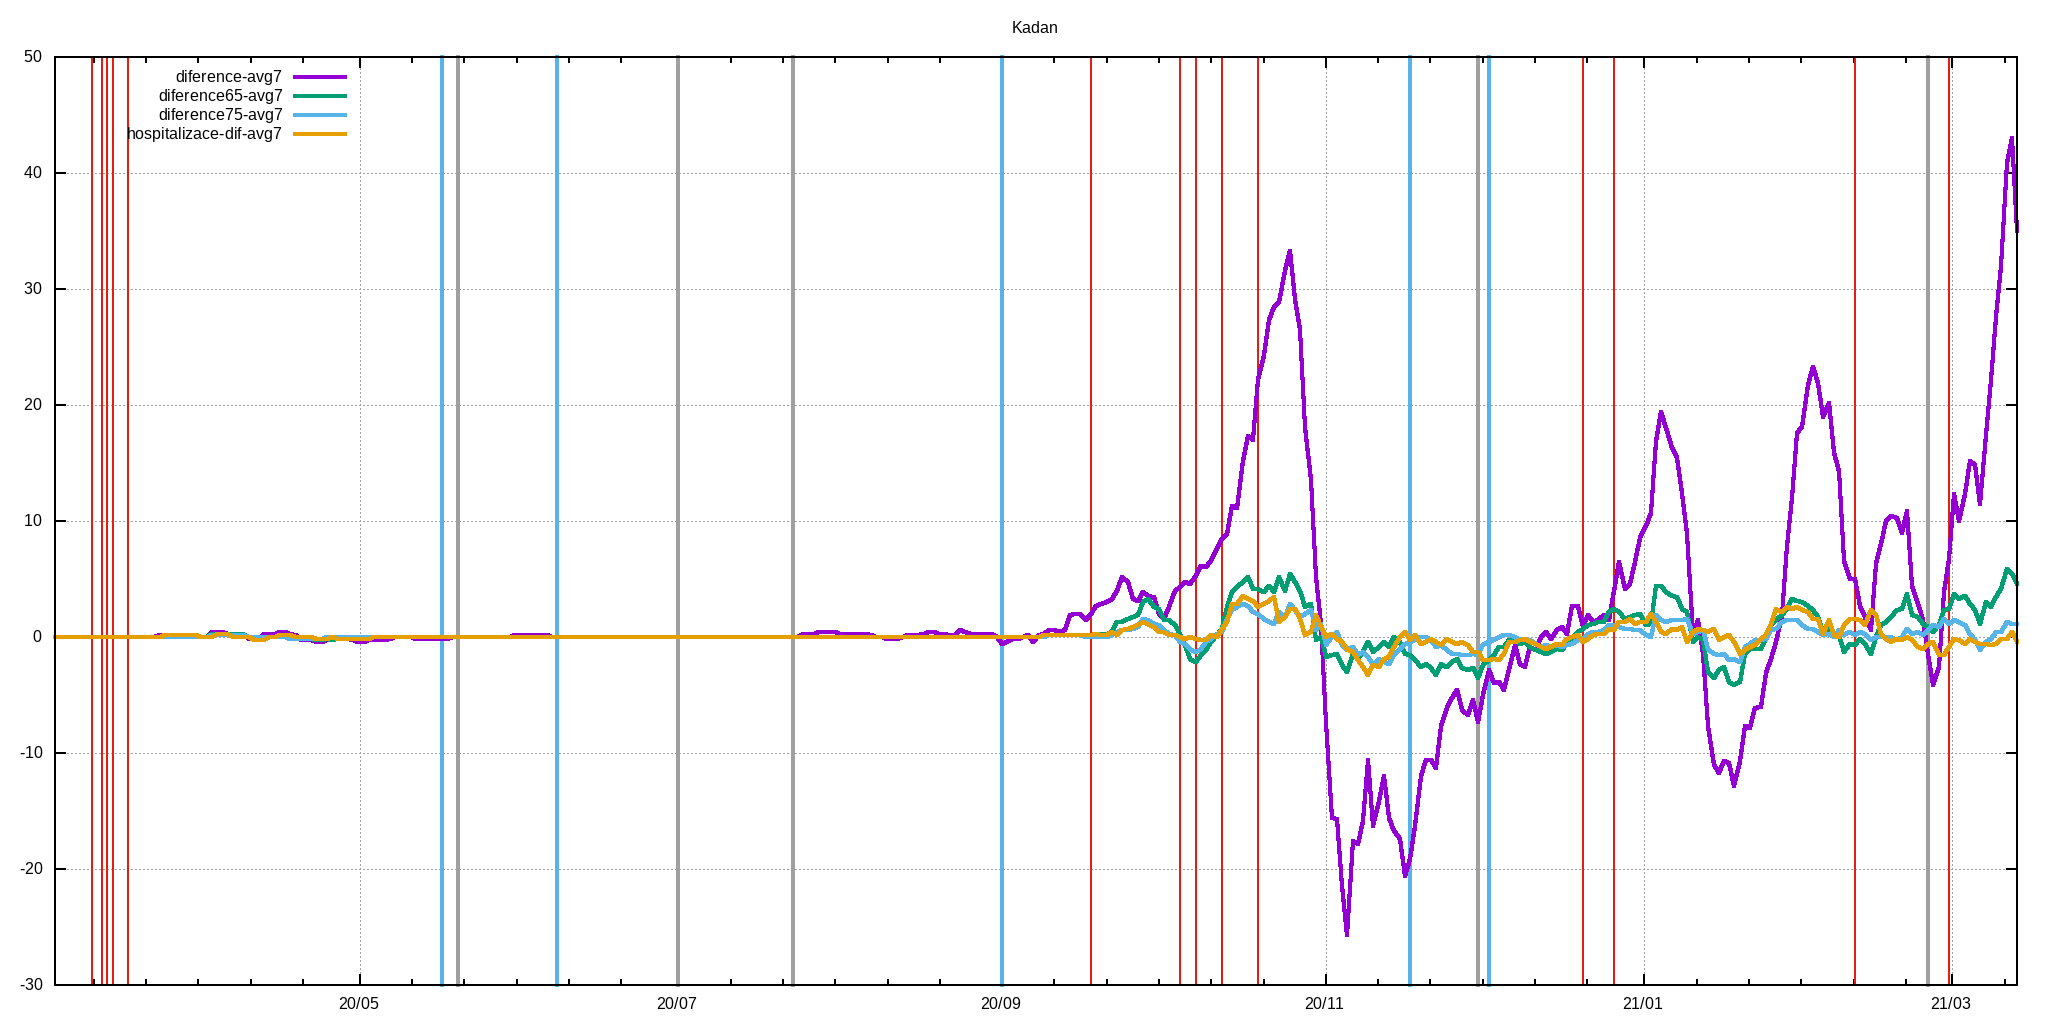 Kadan
50
diference-avg7
diference65-avg7
diference75-avg7
hospitalizace-dif-avg7
40
30
20
10
0
-10
-20
-30
20/05 20/07 20/09 20/11 21/01 21/03